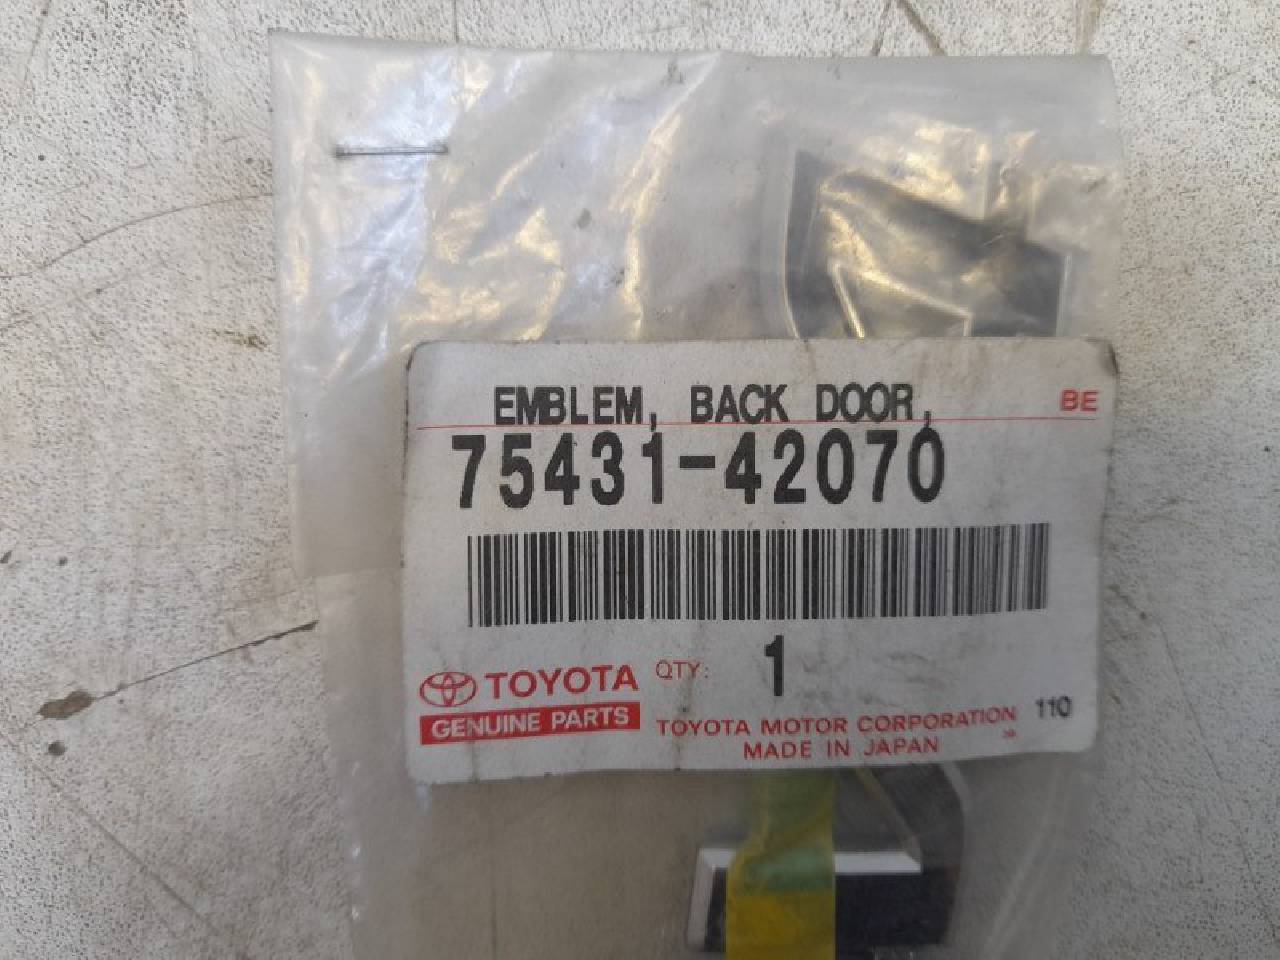 EMBLEM, BACK DOOR,
BE
75431-42070
TOYOTA
QTY: 1
GENUINE PARTS
TOYOTA MOTOR CORPORATION
110
MADE IN JAPAN